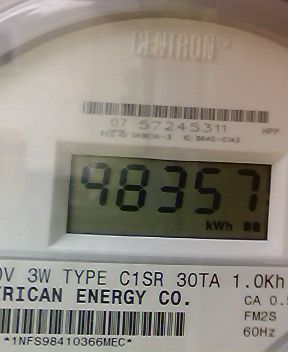 CENTRON
07 57245311 HPP
98357
kWh
0V 3W TYPE C1SR 30TA 1.0Kh
RICAN ENERGY CO.
CA 0.
FM2S
60Hz
*1NFS98410366MEC*